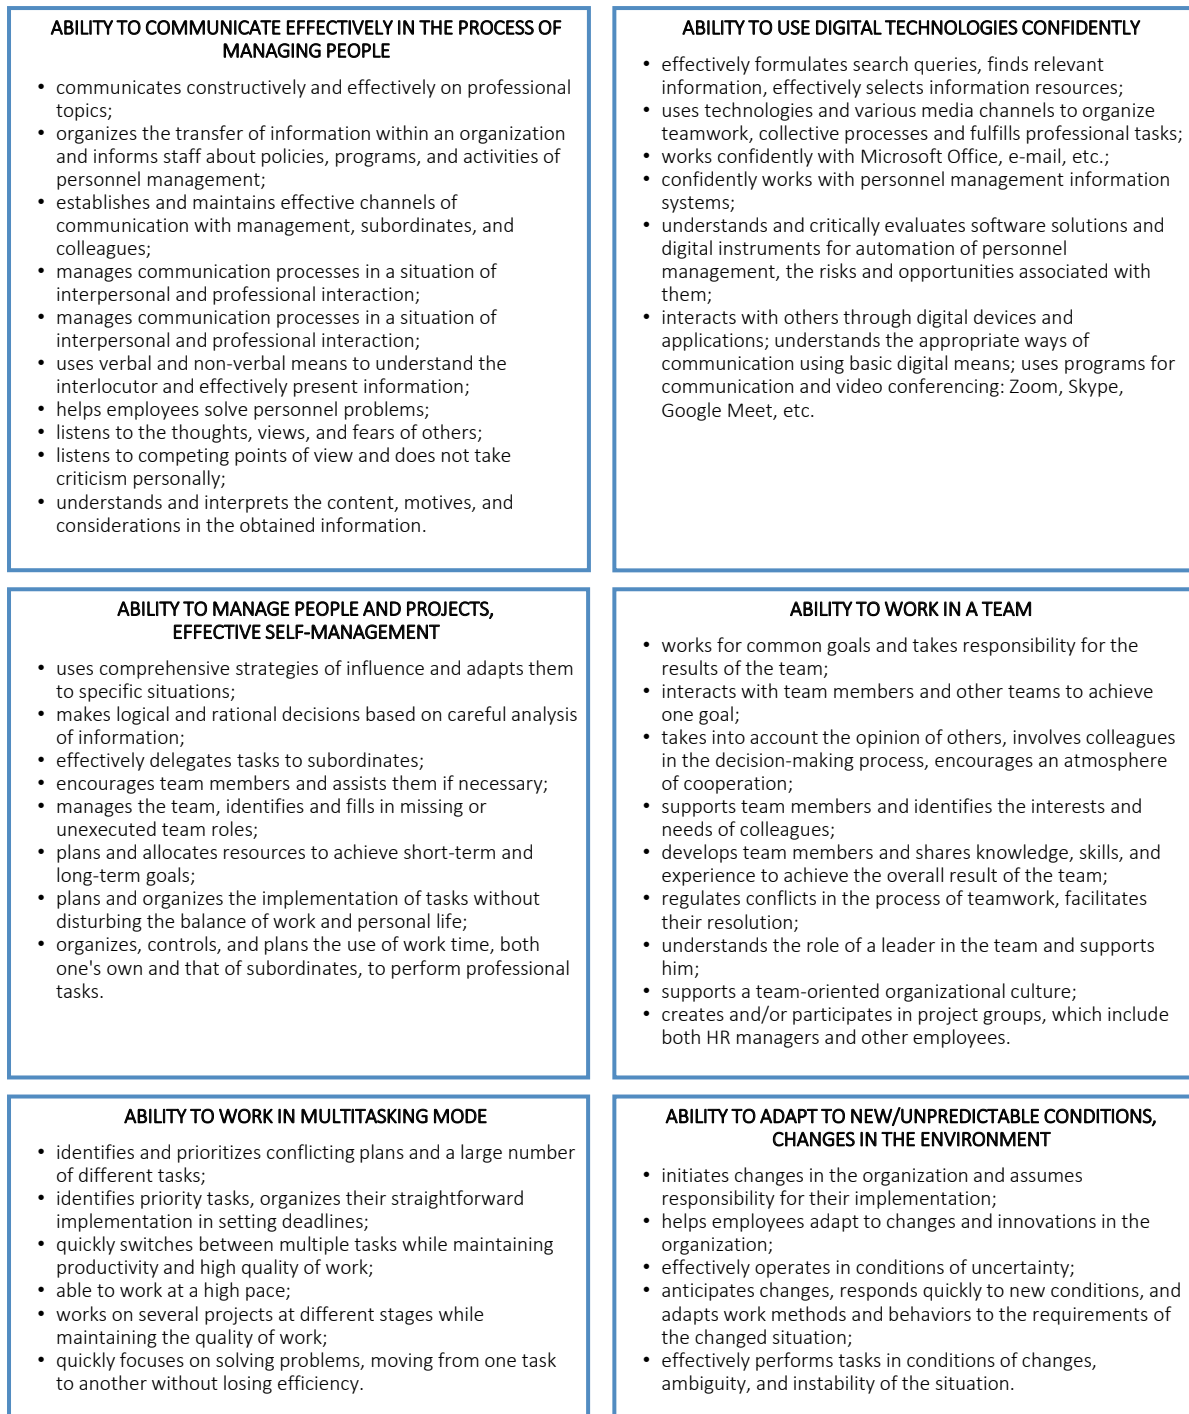 ABILITY TO COMMUNICATE EFFECTIVELY IN THE PROCESS OF
MANAGING PEOPLE
• communicates constructively and effectively on professional
topics;
• organizes the transfer of information within an organization
and informs staff about policies, programs, and activities of
personnel management;
• establishes and maintains effective channels of
communication with management, subordinates, and
colleagues;
• manages communication processes in a situation of
interpersonal and professional interaction;
• manages communication processes in a situation of
interpersonal and professional interaction;
• uses verbal and non-verbal means to understand the
interlocutor and effectively present information;
• helps employees solve personnel problems;
• listens to the thoughts, views, and fears of others;
• listens to competing points of view and does not take
criticism personally;
• understands and interprets the content, motives, and
considerations in the obtained information.
ABILITY TO USE DIGITAL TECHNOLOGIES CONFIDENTLY
• effectively formulates search queries, finds relevant
information, effectively selects information resources;
• uses technologies and various media channels to organize
teamwork, collective processes and fulfills professional tasks;
• works confidently with Microsoft Office, e-mail, etc.;
• confidently works with personnel management information
systems;
• understands and critically evaluates software solutions and
digital instruments for automation of personnel
management, the risks and opportunities associated with
them;
• interacts with others through digital devices and
applications; understands the appropriate ways of
communication using basic digital means; uses programs for
communication and video conferencing: Zoom, Skype,
Google Meet, etc.
ABILITY TO MANAGE PEOPLE AND PROJECTS,
EFFECTIVE SELF-MANAGEMENT
• uses comprehensive strategies of influence and adapts them
to specific situations;
• makes logical and rational decisions based on careful analysis
of information;
• effectively delegates tasks to subordinates;
• encourages team members and assists them if necessary;
• manages the team, identifies and fills in missing or
unexecuted team roles;
• plans and allocates resources to achieve short-term and
long-term goals;
• plans and organizes the implementation of tasks without
disturbing the balance of work and personal life;
• organizes, controls, and plans the use of work time, both
one's own and that of subordinates, to perform professional
tasks.
ABILITY TO WORK IN A TEAM
• works for common goals and takes responsibility for the
results of the team;
• interacts with team members and other teams to achieve
one goal;
• takes into account the opinion of others, involves colleagues
in the decision-making process, encourages an atmosphere
of cooperation;
• supports team members and identifies the interests and
needs of colleagues;
• develops team members and shares knowledge, skills, and
experience to achieve the overall result of the team;
• regulates conflicts in the process of teamwork, facilitates
their resolution;
• understands the role of a leader in the team and supports
him;
• supports a team-oriented organizational culture;
• creates and/or participates in project groups, which include
both HR managers and other employees.
ABILITY TO WORK IN MULTITASKING MODE
• identifies and prioritizes conflicting plans and a large number
of different tasks;
• identifies priority tasks, organizes their straightforward
implementation in setting deadlines;
• quickly switches between multiple tasks while maintaining
productivity and high quality of work;
• able to work at a high pace;
• works on several projects at different stages while
maintaining the quality of work;
• quickly focuses on solving problems, moving from one task
to another without losing efficiency.
ABILITY TO ADAPT TO NEW/UNPREDICTABLE CONDITIONS,
CHANGES IN THE ENVIRONMENT
• initiates changes in the organization and assumes
responsibility for their implementation;
• helps employees adapt to changes and innovations in the
organization;
• effectively operates in conditions of uncertainty;
• anticipates changes, responds quickly to new conditions, and
adapts work methods and behaviors to the requirements of
the changed situation;
• effectively performs tasks in conditions of changes,
ambiguity, and instability of the situation.